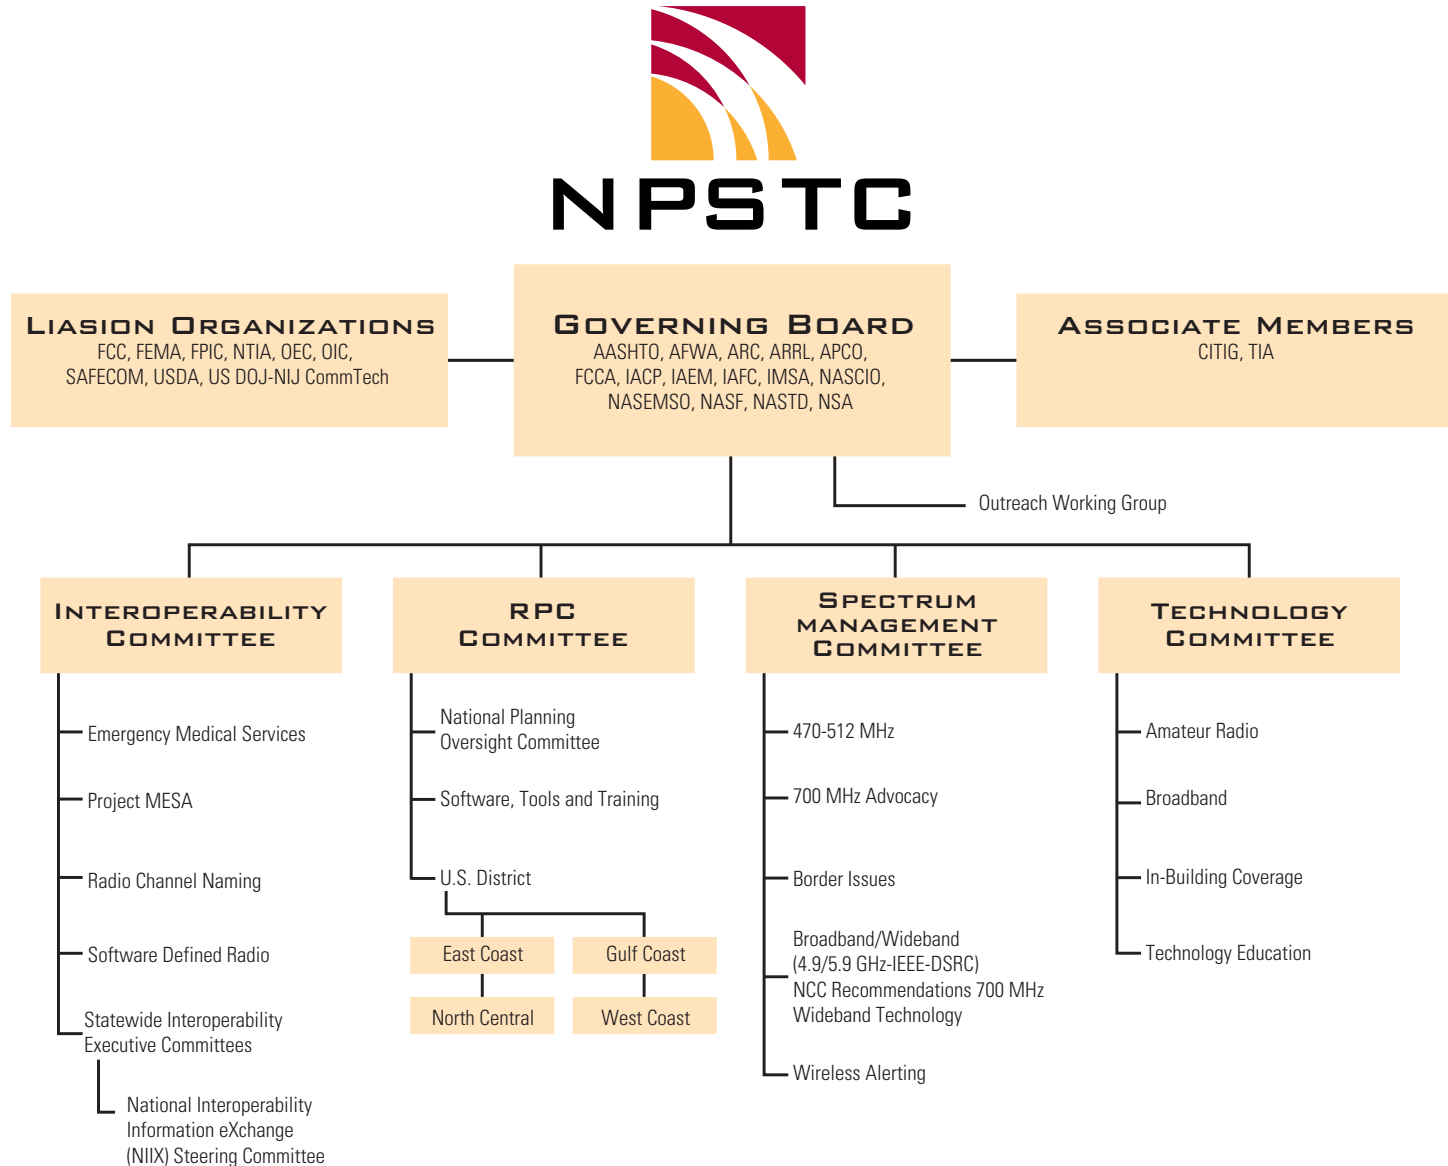 NPSTC
LIASION ORGANIZATIONS
FCC, FEMA, FPIC, NTIA, OEC, OIC,
SAFECOM, USDA, US DOJ-NIJ CommTech
GOVERNING BOARD
AASHTO, AFWA, ARC, ARRL, APCO,
FCCA, IACP, IAEM, IAFC, IMSA, NASCIO,
NASEMSO, NASF, NASTD, NSA
ASSOCIATE MEMBERS
CITIG, TIA
Outreach Working Group
INTEROPERABILITY
COMMITTEE
Emergency Medical Services
Project MESA
Radio Channel Naming
Software Defined Radio
Statewide Interoperability
Executive Committees
National Interoperability
Information eXchange
(NIIX) Steering Committee
RPC
COMMITTEE
National Planning
Oversight Committee
Software, Tools and Training
U.S. District
East Coast
Gulf Coast
North Central
West Coast
SPECTRUM
MANAGEMENT
COMMITTEE
470-512 MHz
700 MHz Advocacy
Border Issues
Broadband/Wideband
(4.9/5.9 GHz-IEEE-DSRC)
NCC Recommendations 700 MHz
Wideband Technology
Wireless Alerting
TECHNOLOGY
COMMITTEE
Amateur Radio
Broadband
In-Building Coverage
Technology Education